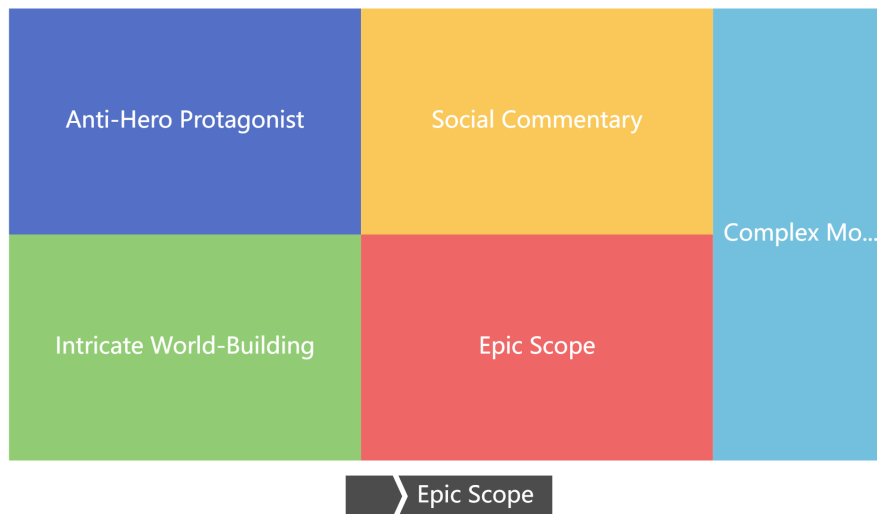 Anti-Hero Protagonist
Social Commentary
Complex Mo...
Intricate World-Building
Epic Scope
Epic Scope